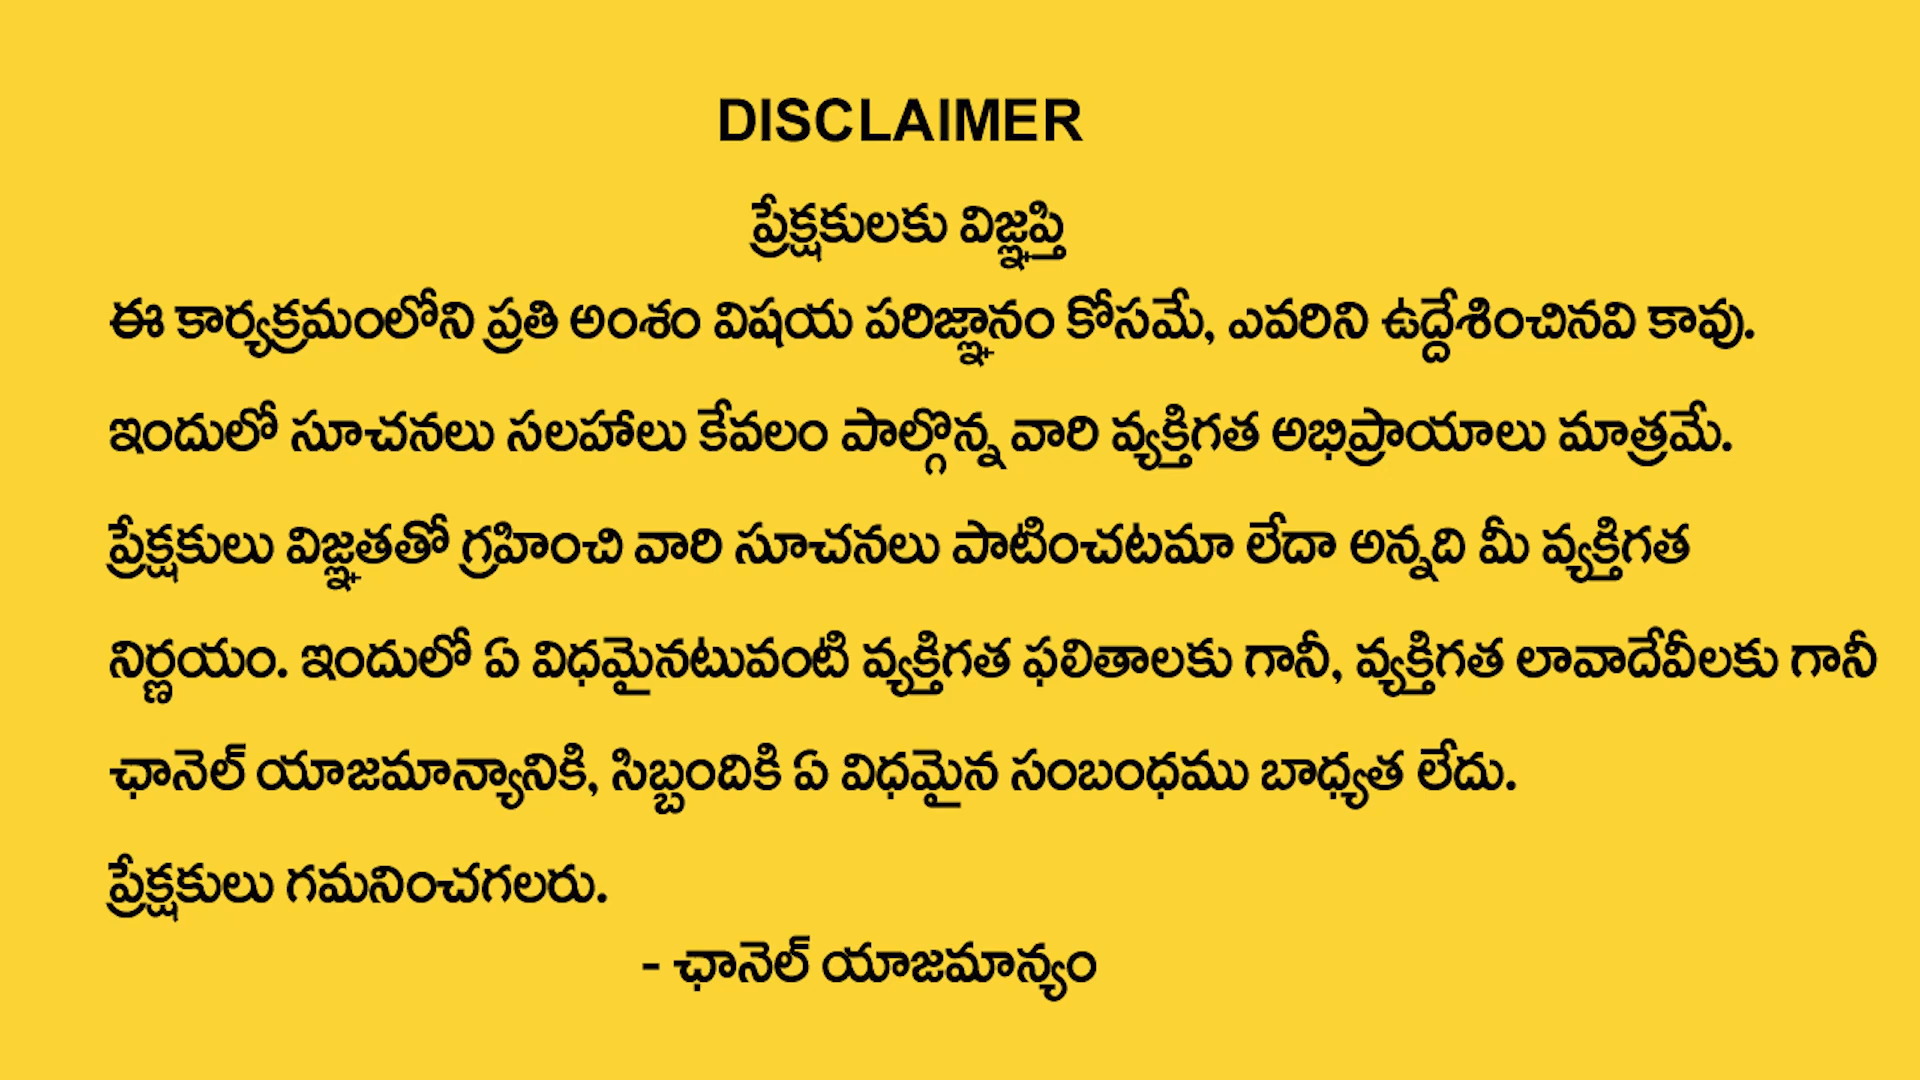 DISCLAIMER
ప్రేక్షకులకు విజ్ఞప్తి
ఈ కార్యక్రమంలోని ప్రతి అంశం విషయ పరిజ్ఞానం కోసమే, ఎవరిని ఉద్దేశించినవి కావు.
ఇందులో సూచనలు సలహాలు కేవలం పాల్గొన్న వారి వ్యక్తిగత అభిప్రాయాలు మాత్రమే.
ప్రేక్షకులు విజ్ఞతతో గ్రహించి వారి సూచనలు పాటించటమా లేదా అన్నది మీ వ్యక్తిగత
నిర్ణయం. ఇందులో ఏ విధమైనటువంటి వ్యక్తిగత ఫలితాలకు గానీ, వ్యక్తిగత లావాదేవీలకు గానీ
ఛానెల్ యాజమాన్యానికి, సిబ్బందికి ఏ విధమైన సంబంధము బాధ్యత లేదు.
ప్రేక్షకులు గమనించగలరు.
- ఛానెల్ యాజమాన్యం